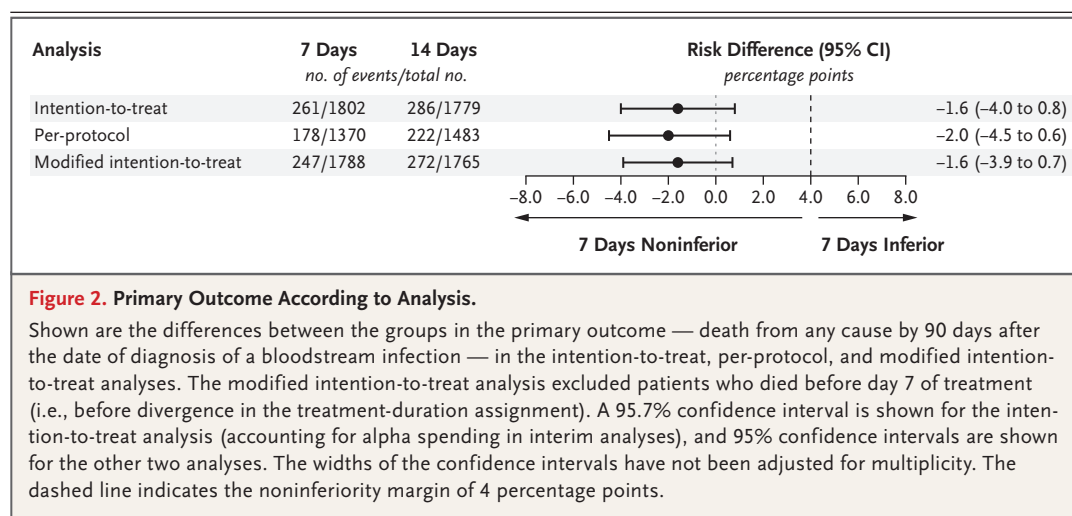 Analysis 7 Days 14 Days Risk Difference (95% CI)
no. of events/total no. percentage points
Intention-to-treat 261/1802 286/1779 –1.6 (–4.0 to 0.8)
Per-protocol 178/1370 222/1483 –2.0 (–4.5 to 0.6)
Modified intention-to-treat 247/1788 272/1765 –1.6 (–3.9 to 0.7)
–8.0 –6.0 –4.0 –2.0 0.0 2.0 4.0 6.0 8.0
7 Days Noninferior 7 Days Inferior
Figure 2. Primary Outcome According to Analysis.
Shown are the differences between the groups in the primary outcome — death from any cause by 90 days after
the date of diagnosis of a bloodstream infection — in the intention-to-treat, per-protocol, and modified intention-
to-treat analyses. The modified intention-to-treat analysis excluded patients who died before day 7 of treatment
(i.e., before divergence in the treatment-duration assignment). A 95.7% confidence interval is shown for the inten-
tion-to-treat analysis (accounting for alpha spending in interim analyses), and 95% confidence intervals are shown
for the other two analyses. The widths of the confidence intervals have not been adjusted for multiplicity. The
dashed line indicates the noninferiority margin of 4 percentage points.